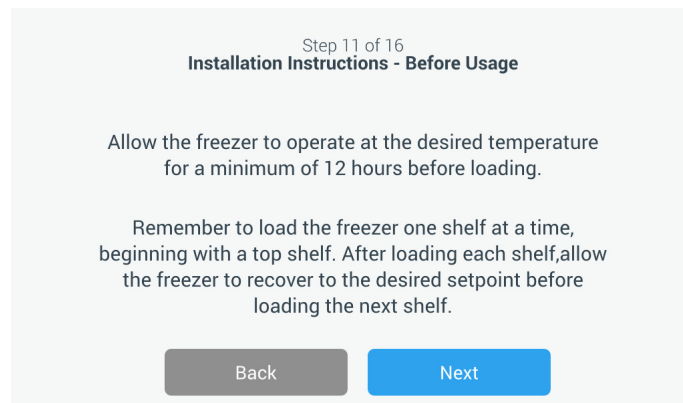 Step 11 of 16
Installation Instructions - Before Usage
Allow the freezer to operate at the desired temperature
for a minimum of 12 hours before loading.
Remember to load the freezer one shelf at a time,
beginning with a top shelf. After loading each shelf,allow
the freezer to recover to the desired setpoint before
loading the next shelf.
Back
Next